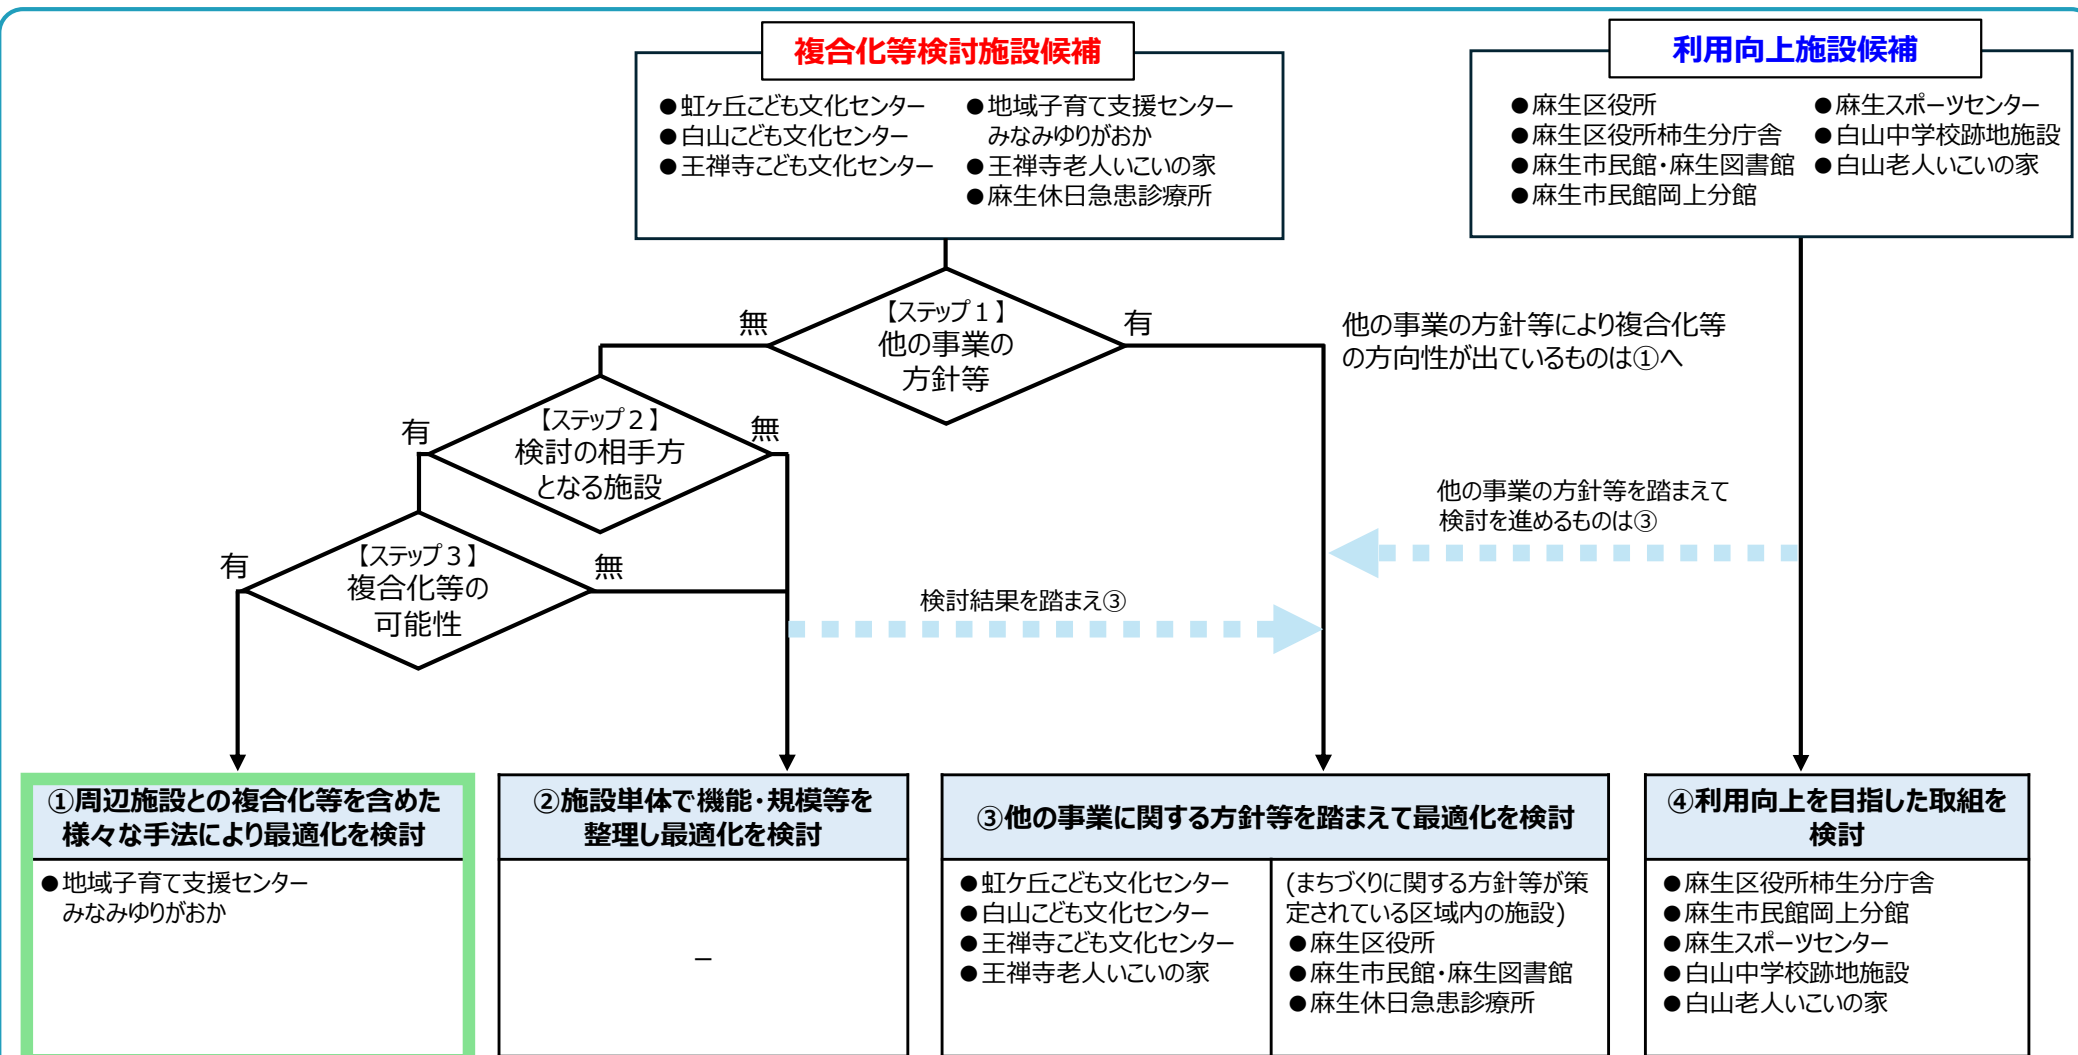 複合化等検討施設候補
●虹ヶ丘こども文化センター
●白山こども文化センター
●王禅寺こども文化センター
●地域子育て支援センター
みなみゆりがおか
●王禅寺老人いこいの家
●麻生休日急患診療所
利用向上施設候補
●麻生区役所
●麻生区役所柿生分庁舎
●麻生市民館・麻生図書館
●麻生市民館岡上分館
●麻生スポーツセンター
●白山中学校跡地施設
●白山老人いこいの家
【ステップ１】
他の事業の
方針等
無
有
他の事業の方針等により複合化等
の方向性が出ているものは①へ
【ステップ２】
検討の相手方
となる施設
有
無
他の事業の方針等を踏まえて
検討を進めるものは③
【ステップ３】
複合化等の
可能性
有
無
検討結果を踏まえ③
①周辺施設との複合化等を含めた
様々な手法により最適化を検討
●地域子育て支援センター
みなみゆりがおか
②施設単体で機能・規模等を
整理し最適化を検討
－
③他の事業に関する方針等を踏まえて最適化を検討
●虹ケ丘こども文化センター
●白山こども文化センター
●王禅寺こども文化センター
●王禅寺老人いこいの家
(まちづくりに関する方針等が策
定されている区域内の施設)
●麻生区役所
●麻生市民館・麻生図書館
●麻生休日急患診療所
④利用向上を目指した取組を
検討
●麻生区役所柿生分庁舎
●麻生市民館岡上分館
●麻生スポーツセンター
●白山中学校跡地施設
●白山老人いこいの家